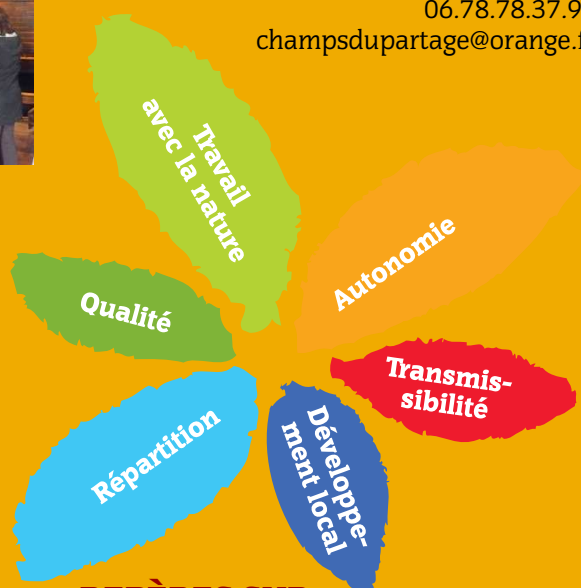 06.78.78.37.9
champsdupartage@orange.f
Travail
avec la nature
Autonomie
Qualité
Transmis-
sibilité
Répartition
Développe-
ment local